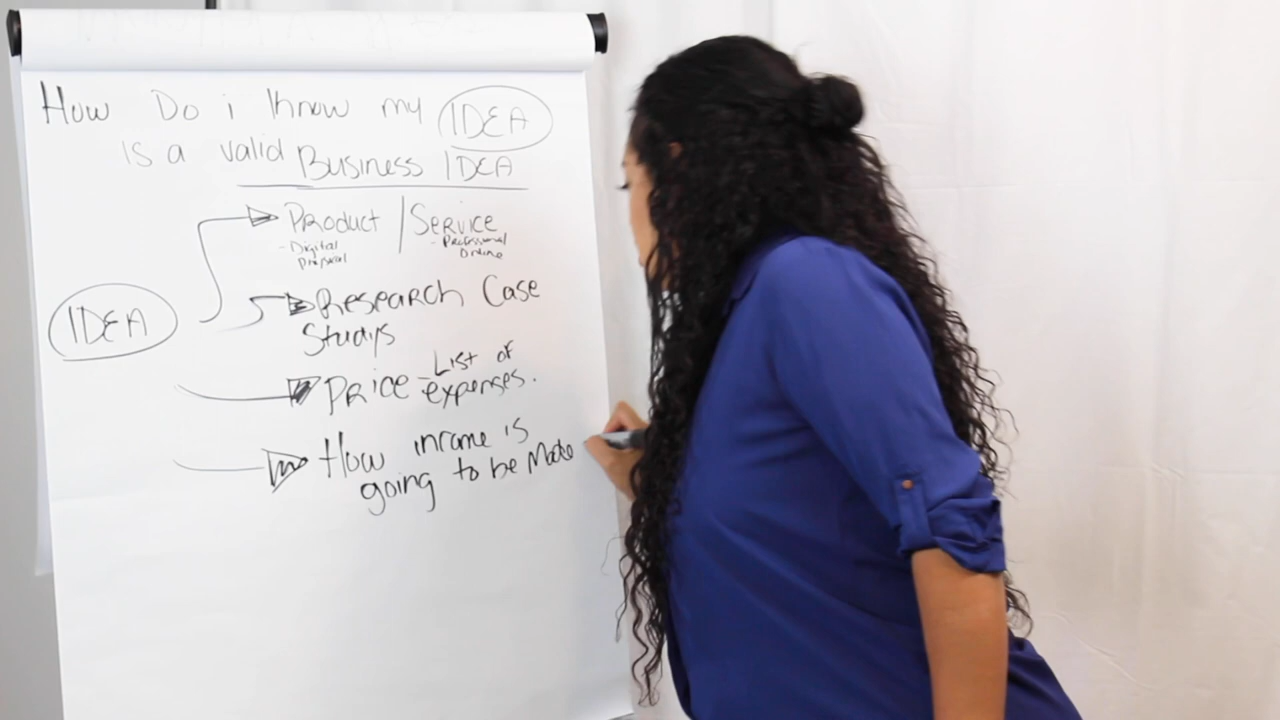 How Do i know my IDEA
is a valid Business IDEA
Product / Service
- Digital - Professional
Physical Online
IDEA
Research Case
Studys
Price - List of
expenses.
How income is
going to be Made